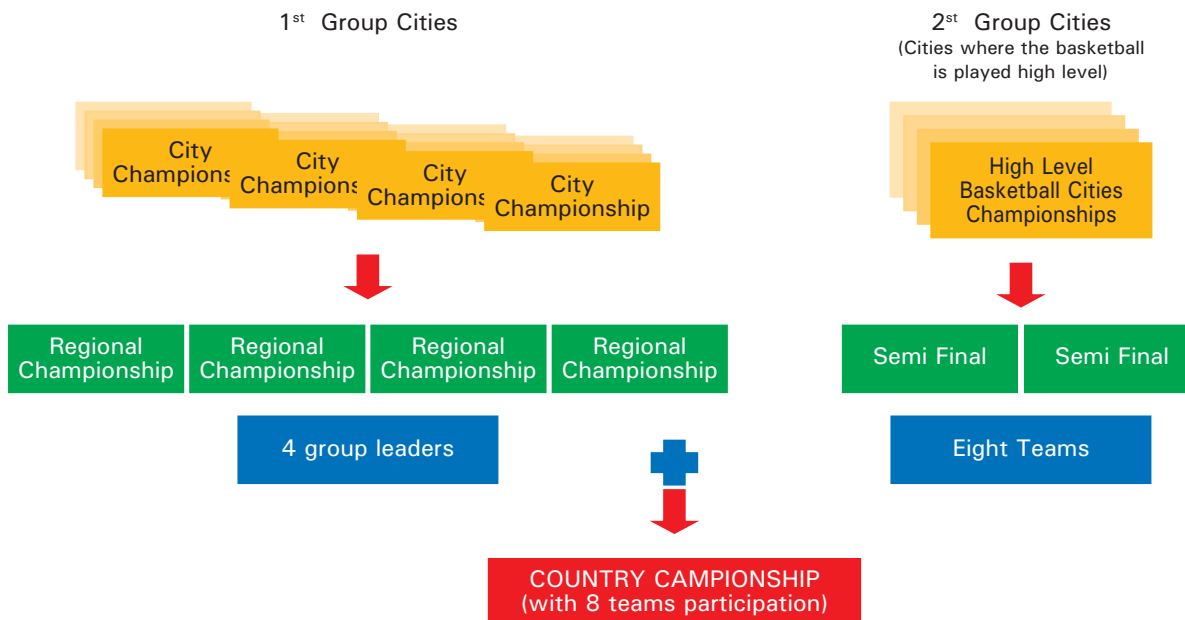 1st Group Cities
2st Group Cities
(Cities where the basketball
is played high level)
City
Champions
City
Champions
City
Champions
City
Championship
High Level
Basketball Cities
Championships
Regional
Championship
Regional
Championship
Regional
Championship
Regional
Championship
Semi Final
Semi Final
4 group leaders
Eight Teams
COUNTRY CAMPIONSHIP
(with 8 teams participation)